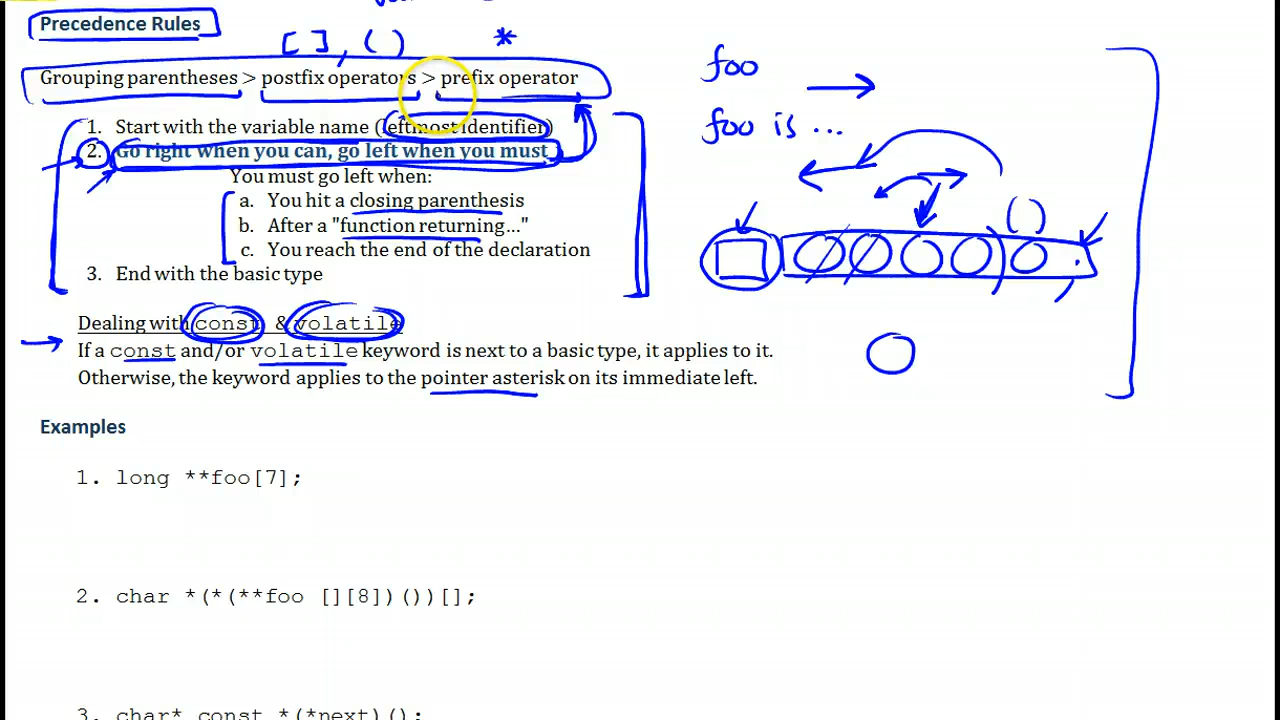 Precedence Rules
[ ] , ( ) *
Grouping parentheses > postfix operators > prefix operator
1. Start with the variable name (leftmost identifier)
2. Go right when you can, go left when you must
You must go left when:
a. You hit a closing parenthesis
b. After a "function returning..."
c. You reach the end of the declaration
3. End with the basic type
foo
foo is ...
( )
) ;
Dealing with const & volatile
If a const and/or volatile keyword is next to a basic type, it applies to it.
Otherwise, the keyword applies to the pointer asterisk on its immediate left.
Examples
1. long **foo[7];
2. char *(*(**foo [][8])())[];
3. char* const *(*next)();